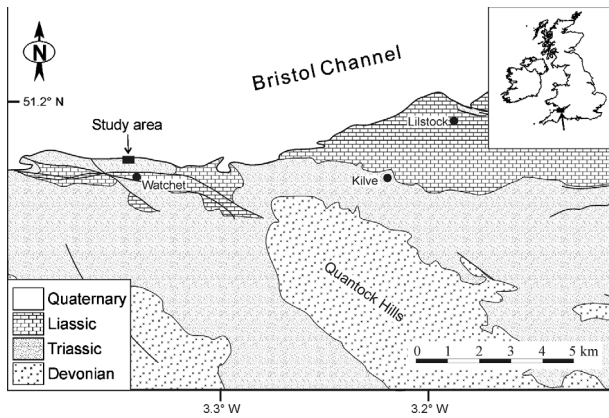 N
Bristol Channel
51.2° N
Study area
Lilstock
Watchet
Kilve
Quantock Hills
Quaternary
Liassic
Triassic
Devonian
0 1 2 3 4 5 km
3.3° W
3.2° W